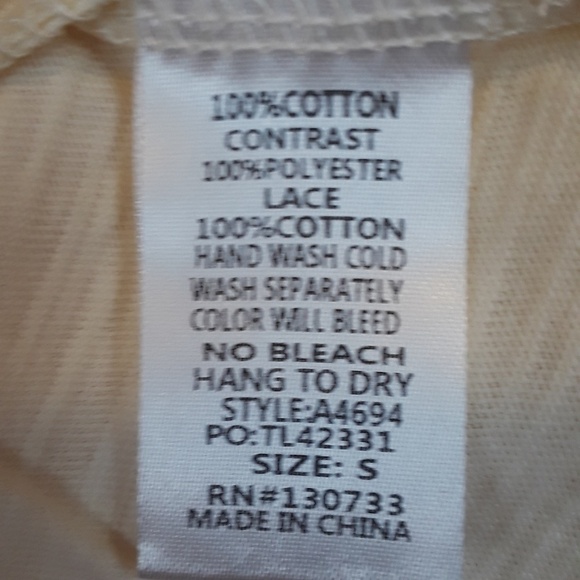 100%COTTON
CONTRAST
100%POLYESTER
LACE
100%COTTON
HAND WASH COLD
WASH SEPARATELY
COLOR WILL BLEED
NO BLEACH
HANG TO DRY
STYLE:A4694
PO:TL42331
SIZE: S
RN#130733
MADE IN CHINA